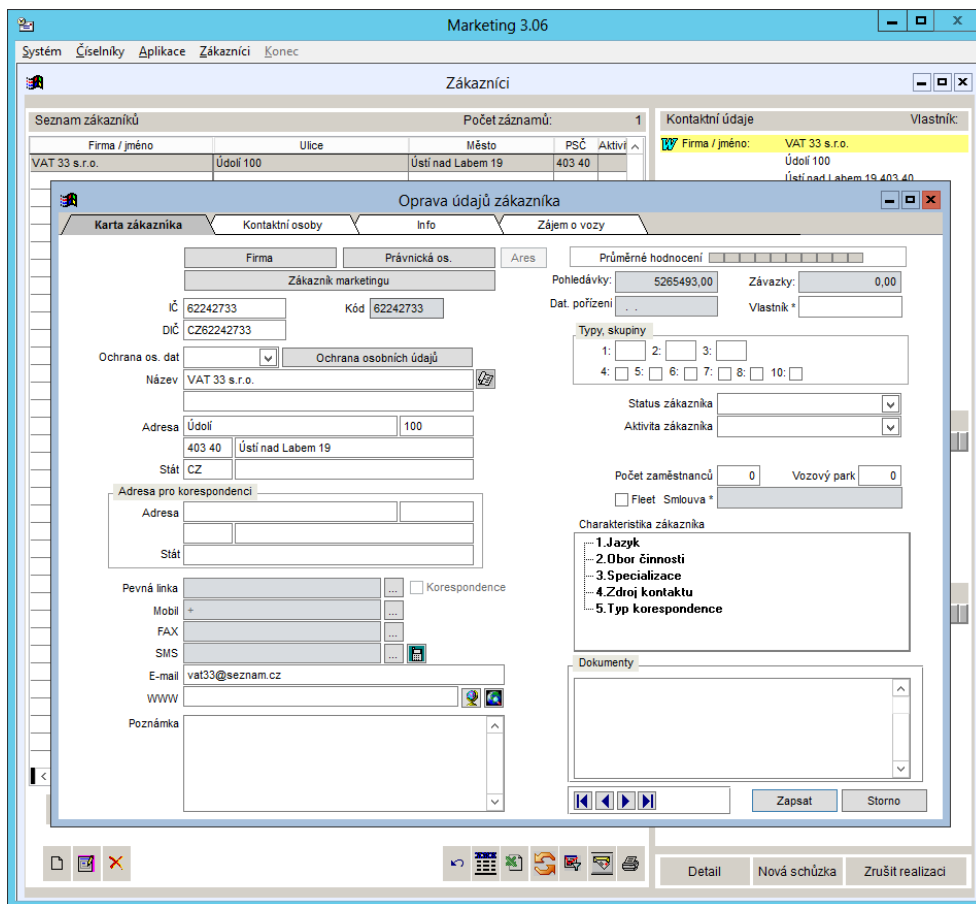 Marketing 3.06
Systém Číselníky Aplikace Zákazníci Konec
Zákazníci
Seznam zákazníků Počet záznamů: 1
Firma / jméno Ulice Město PSČ Aktivi
VAT 33 s.r.o. Údolí 100 Ústí nad Labem 19 403 40
Kontaktní údaje Vlastník:
Firma / jméno: VAT 33 s.r.o.
Údolí 100
Ústí nad Labem 19 403 40
Oprava údajů zákazníka
Karta zákazníka Kontaktní osoby Info Zájem o vozy
Firma Právnická os. Ares
Zákazník marketingu
IČ 62242733 Kód 62242733
DIČ CZ62242733
Ochrana os. dat Ochrana osobních údajů
Název VAT 33 s.r.o.
Adresa Údolí 100
403 40 Ústí nad Labem 19
Stát CZ
Adresa pro korespondenci
Adresa
Stát
Pevná linka ... Korespondence
Mobil + ...
FAX ...
SMS ...
E-mail vat33@seznam.cz
WWW
Poznámka
Průměrné hodnocení
Pohledávky: 5265493,00 Závazky: 0,00
Dat. pořízení . . Vlastník *
Typy, skupiny
1: 2: 3:
4: 5: 6: 7: 8: 10:
Status zákazníka
Aktivita zákazníka
Počet zaměstnanců 0 Vozový park 0
Fleet Smlouva *
Charakteristika zákazníka
1.Jazyk
2.Obor činnosti
3.Specializace
4.Zdroj kontaktu
5.Typ korespondence
Dokumenty
Zapsat Storno
Detail Nová schůzka Zrušit realizaci